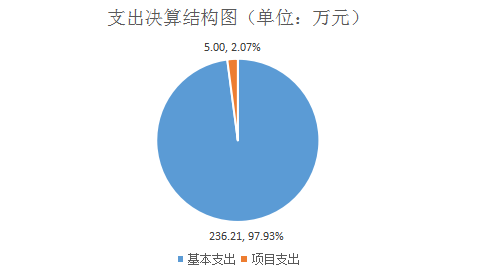 支出决算结构图（单位：万元）
5.00, 2.07%
236.21, 97.93%
基本支出 项目支出